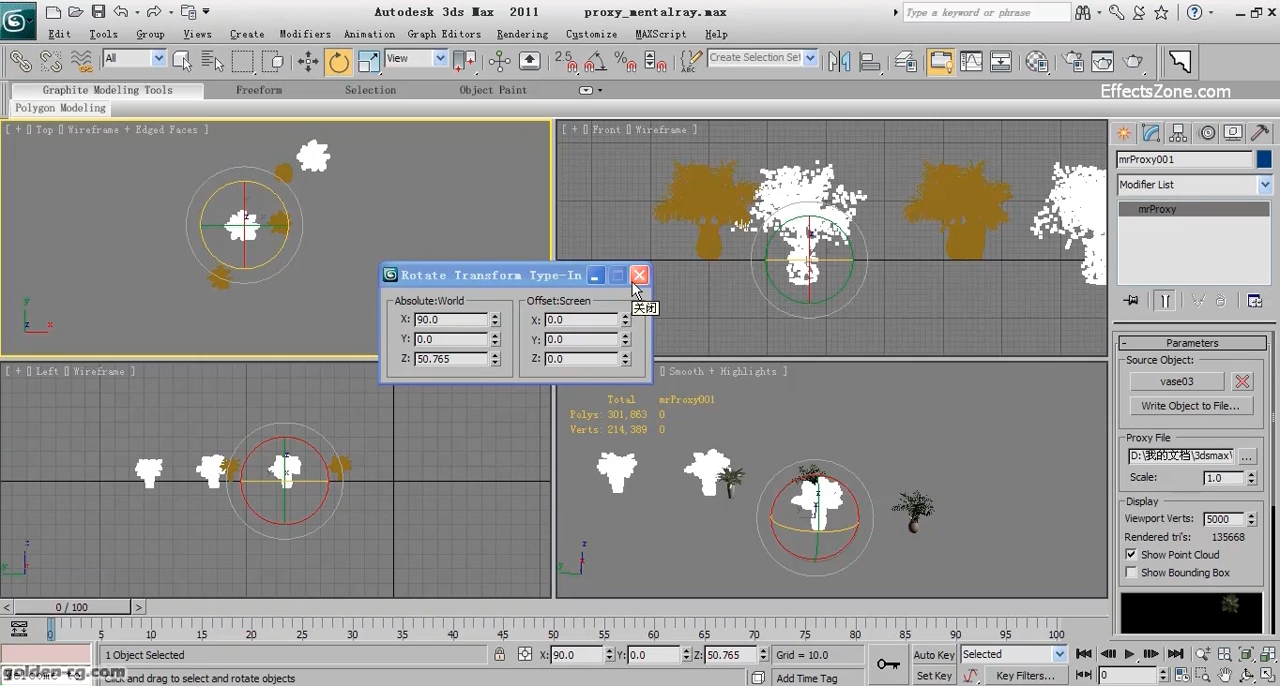 Autodesk 3ds Max 2011 proxy_mentalray.max
Type a keyword or phrase
Edit Tools Group Views Create Modifiers Animation Graph Editors Rendering Customize MAXScript Help
All View 2.5 Create Selection Set
Graphite Modeling Tools Freeform Selection Object Paint
EffectsZone.com
Polygon Modeling
[ + [] Top [] Wireframe + Edged Faces ]
[ + [] Front [] Wireframe ]
mrProxy001
Modifier List
mrProxy
Rotate Transform Type-In
关闭
Absolute:World Offset:Screen
X: 90.0 X: 0.0
Y: 0.0 Y: 0.0
Z: 50.765 Z: 0.0
[ + [] Left [] Wireframe ]
[] Smooth + Highlights ]
Total mrProxy001
Polys: 301,863 0
Verts: 214,389 0
Parameters
Source Object:
vase03
Write Object to File...
Proxy File
D:\我的文档\3dsmax\ ...
Scale: 1.0
Display
Viewport Verts: 5000
Rendered tri's: 135668
Show Point Cloud
Show Bounding Box
< 0 / 100 >
0 5 10 15 20 25 30 35 40 45 50 55 60 65 70 75 80 85 90 95 100
1 Object Selected X: 90.0 Y: 0.0 Z: 50.765 Grid = 10.0 Auto Key Selected
golden-cg.com
Click and drag to select and rotate objects Add Time Tag Set Key Key Filters... 0